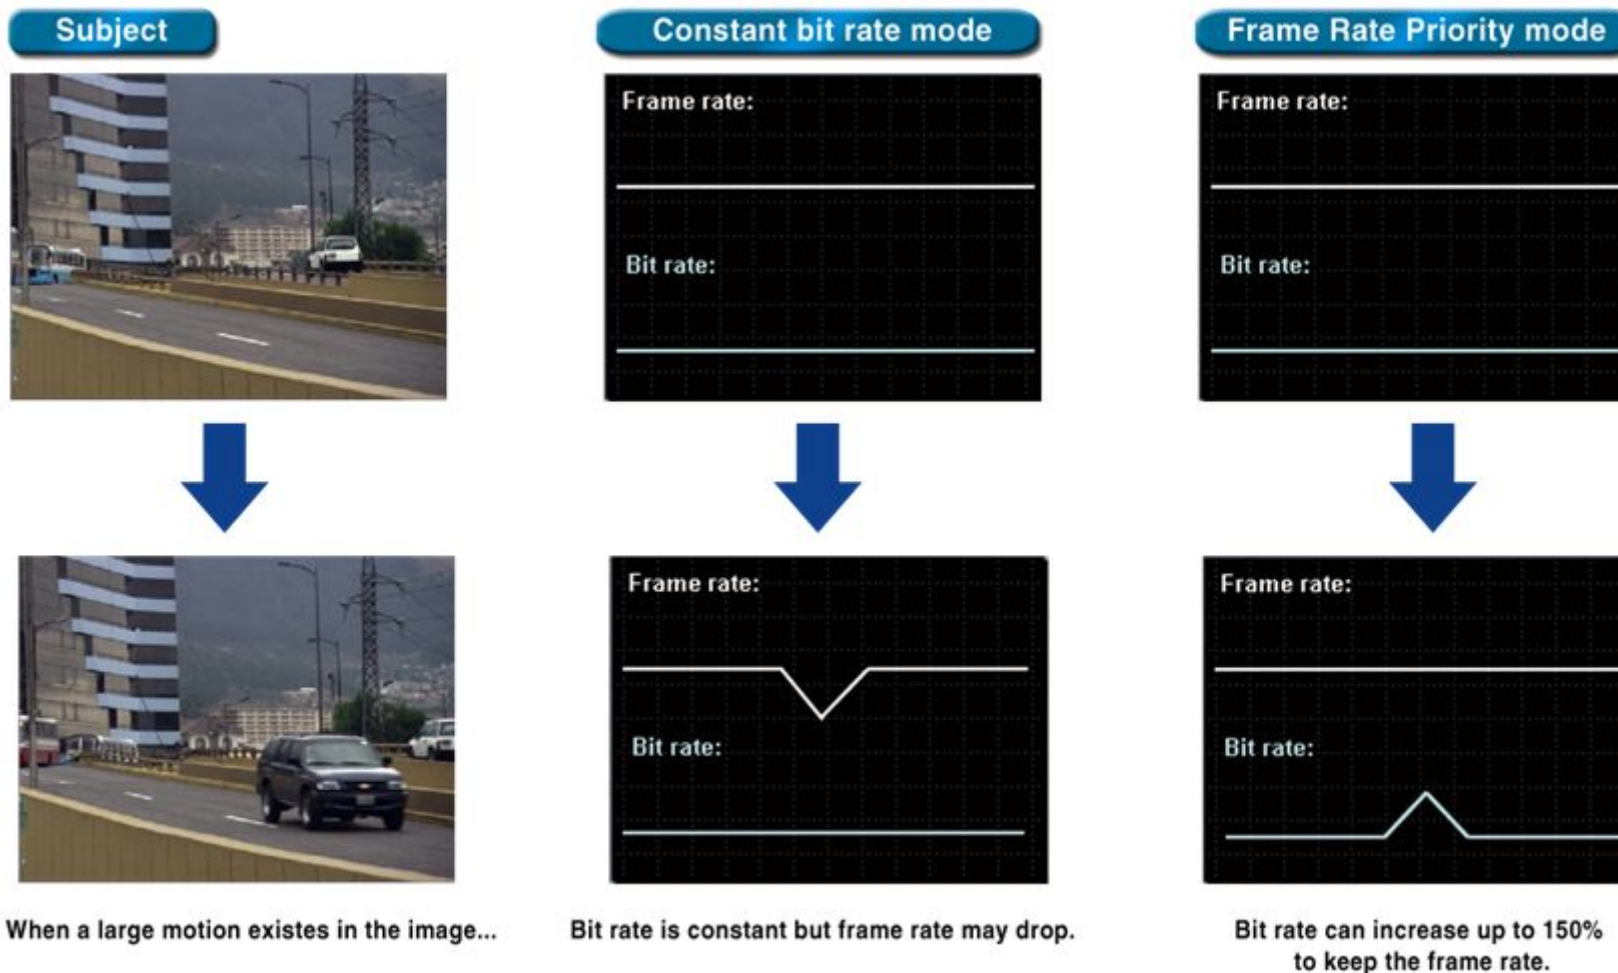 Subject
Constant bit rate mode
Frame Rate Priority mode
Frame rate:
Bit rate:
Frame rate:
Bit rate:
Frame rate:
Bit rate:
Frame rate:
Bit rate:
When a large motion existes in the image...
Bit rate is constant but frame rate may drop.
Bit rate can increase up to 150%
to keep the frame rate.